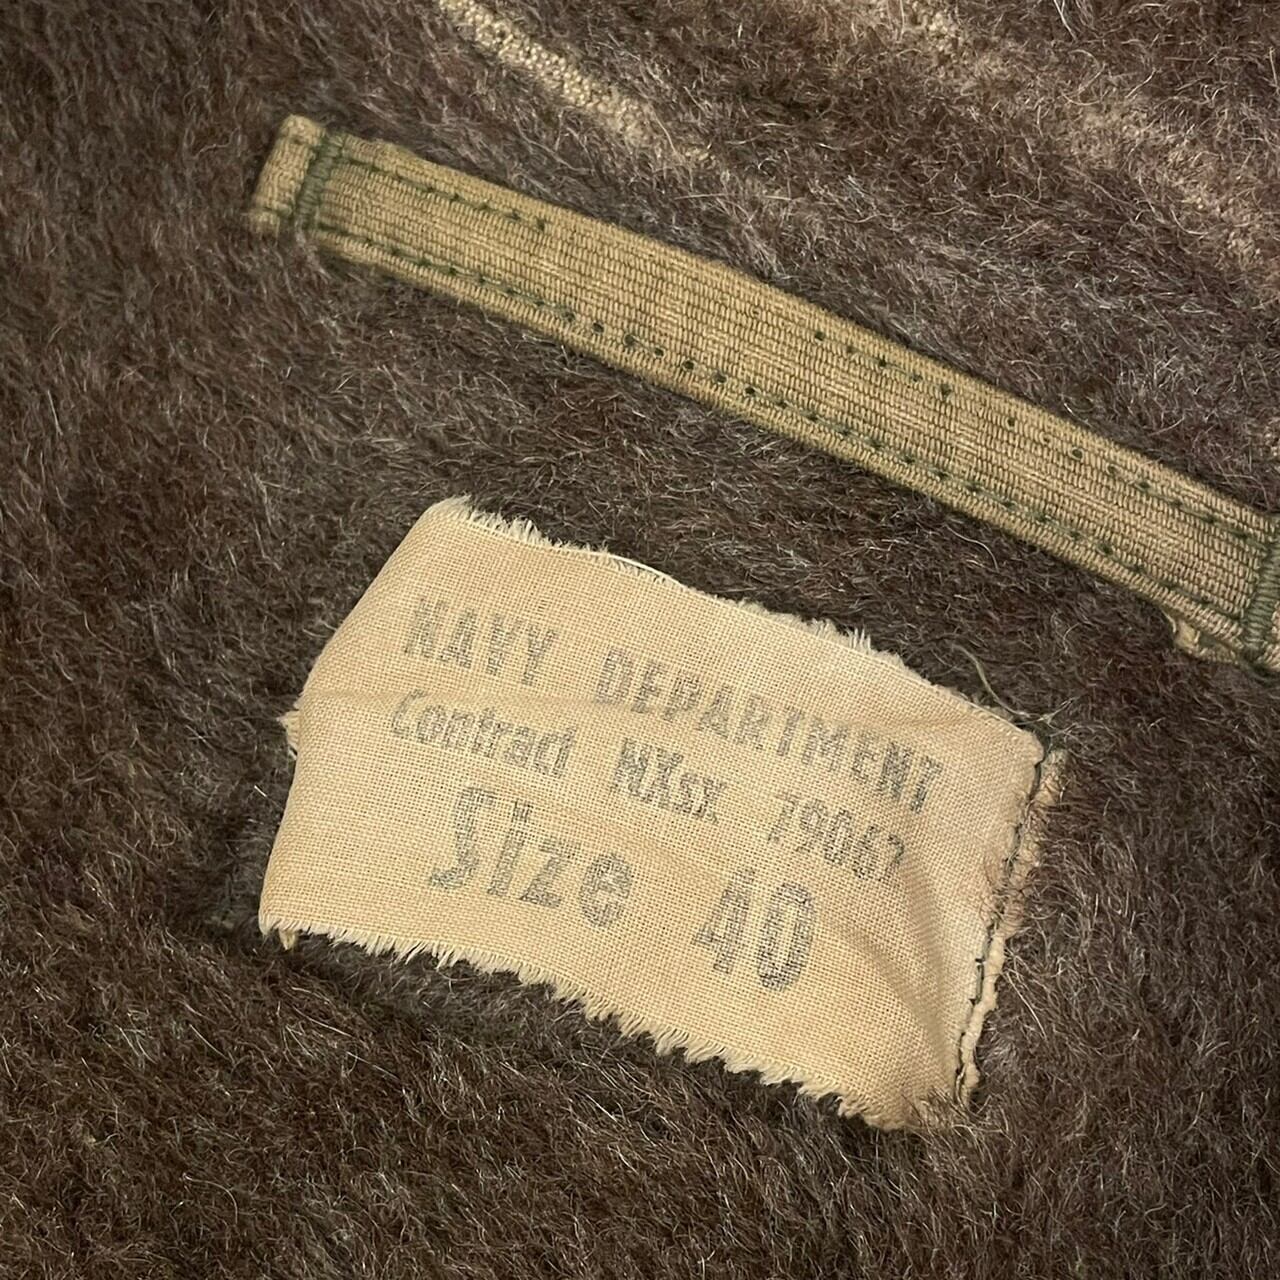 NAVY DEPARTMENT
Contract NXsx 79067
Size 40